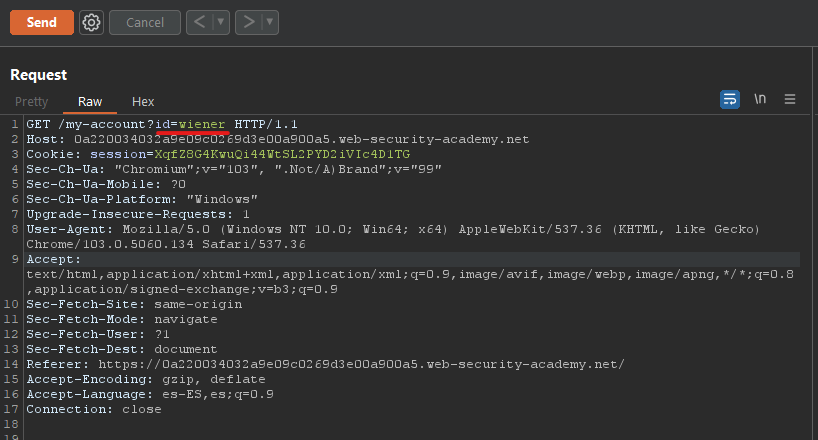 Send Cancel < ▼ > ▼
Request
Pretty Raw Hex \n
1 GET /my-account?id=wiener HTTP/1.1
2 Host: 0a220034032a9e09c0269d3e00a900a5.web-security-academy.net
3 Cookie: session=XqfZ8G4KwuQi44WtSL2PYD2iVIc4D1TG
4 Sec-Ch-Ua: "Chromium";v="103", ".Not/A)Brand";v="99"
5 Sec-Ch-Ua-Mobile: ?0
6 Sec-Ch-Ua-Platform: "Windows"
7 Upgrade-Insecure-Requests: 1
8 User-Agent: Mozilla/5.0 (Windows NT 10.0; Win64; x64) AppleWebKit/537.36 (KHTML, like Gecko)
Chrome/103.0.5060.134 Safari/537.36
9 Accept:
text/html,application/xhtml+xml,application/xml;q=0.9,image/avif,image/webp,image/apng,*/*;q=0.8
,application/signed-exchange;v=b3;q=0.9
10 Sec-Fetch-Site: same-origin
11 Sec-Fetch-Mode: navigate
12 Sec-Fetch-User: ?1
13 Sec-Fetch-Dest: document
14 Referer: https://0a220034032a9e09c0269d3e00a900a5.web-security-academy.net/
15 Accept-Encoding: gzip, deflate
16 Accept-Language: es-ES,es;q=0.9
17 Connection: close
18
19